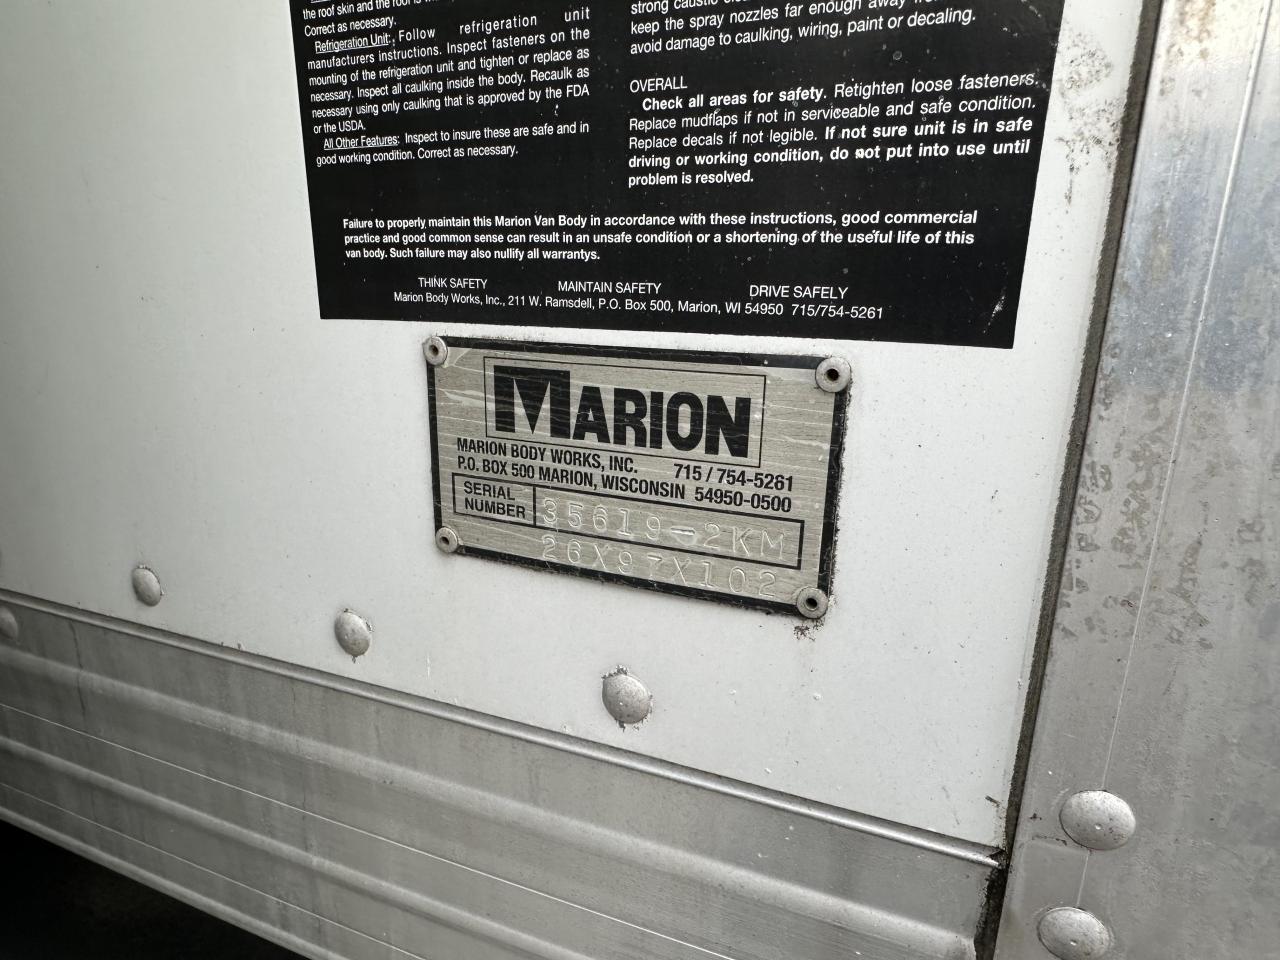 the roof skin and the roof
Correct as necessary.
Refrigeration Unit: Follow refrigeration unit
manufacturers instructions. Inspect fasteners on the
mounting of the refrigeration unit and tighten or replace as
necessary. Inspect all caulking inside the body. Recaulk as
necessary using only caulking that is approved by the FDA
or the USDA.
All Other Features: Inspect to insure these are safe and in
good working condition. Correct as necessary.
strong caustic
keep the spray nozzles far enough away
avoid damage to caulking, wiring, paint or decaling.
OVERALL
Check all areas for safety. Retighten loose fasteners.
Replace mudflaps if not in serviceable and safe condition.
Replace decals if not legible. If not sure unit is in safe
driving or working condition, do not put into use until
problem is resolved.
Failure to properly maintain this Marion Van Body in accordance with these instructions, good commercial
practice and good common sense can result in an unsafe condition or a shortening of the useful life of this
van body. Such failure may also nullify all warrantys.
THINK SAFETY MAINTAIN SAFETY DRIVE SAFELY
Marion Body Works, Inc., 211 W. Ramsdell, P.O. Box 500, Marion, WI 54950 715/754-5261
MARION
MARION BODY WORKS, INC. 715 / 754-5261
P.O. BOX 500 MARION, WISCONSIN 54950-0500
SERIAL
NUMBER
35619-2KM
26X97X102